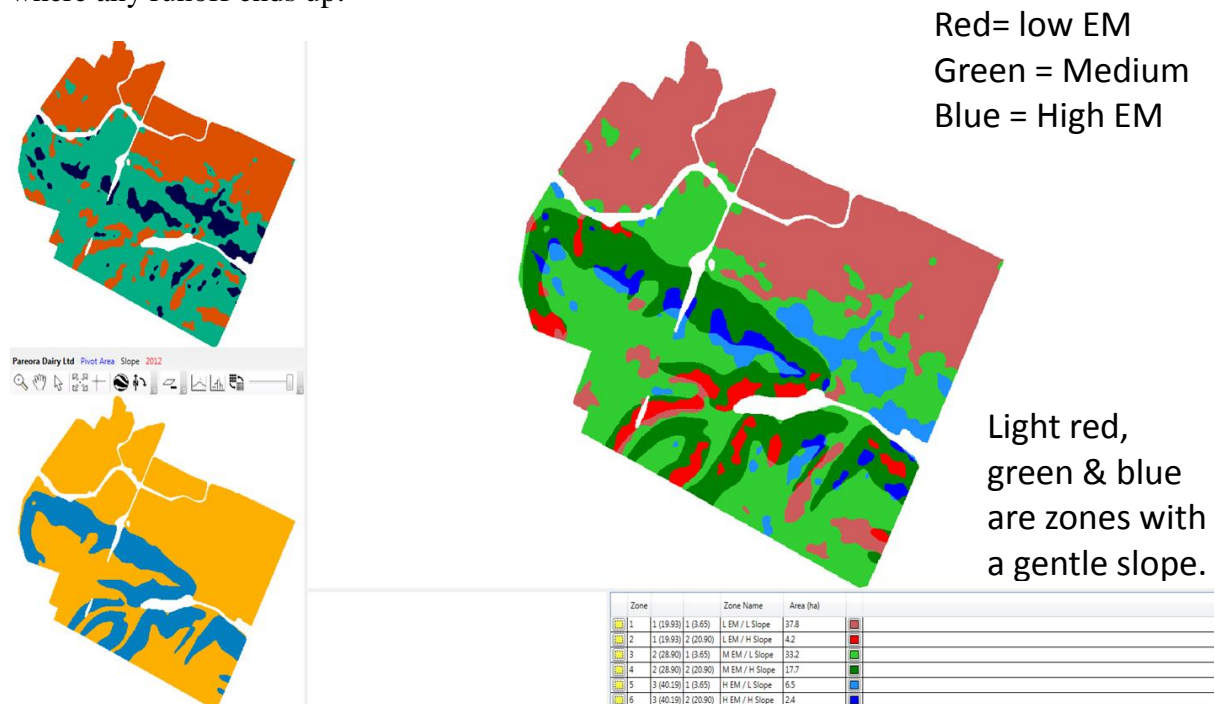 where any runoff ends up.
Red= low EM
Green = Medium
Blue = High EM
Pareora Dairy Ltd Pivot Area Slope 2012
Light red,
green & blue
are zones with
a gentle slope.
Zone Zone Name Area (ha)
1 1 (19.93) 1 (3.65) L EM / L Slope 37.8
2 1 (19.93) 2 (20.90) L EM / H Slope 4.2
3 2 (28.90) 1 (3.65) M EM / L Slope 33.2
4 2 (28.90) 2 (20.90) M EM / H Slope 17.7
5 3 (40.19) 1 (3.65) H EM / L Slope 6.5
6 3 (40.19) 2 (20.90) H EM / H Slope 2.4